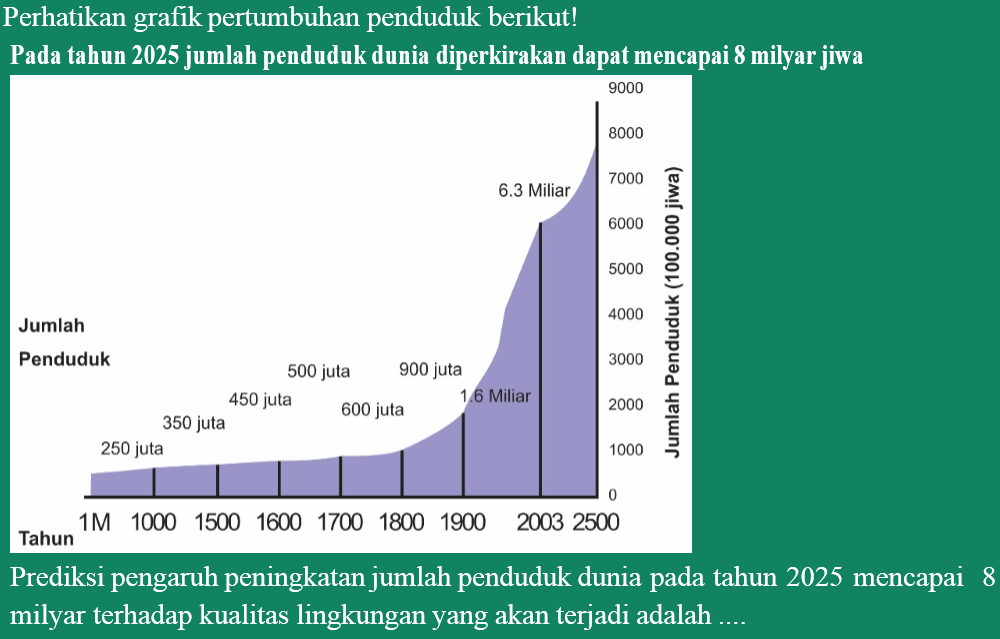 Perhatikan grafik pertumbuhan penduduk berikut!
Pada tahun 2025 jumlah penduduk dunia diperkirakan dapat mencapai 8 milyar jiwa
9000
8000
7000
6000
5000
4000
3000
2000
1000
0
Jumlah Penduduk (100.000 jiwa)
6.3 Miliar
Jumlah
Penduduk
500 juta
900 juta
450 juta
1.6 Miliar
600 juta
350 juta
250 juta
1M 1000 1500 1600 1700 1800 1900 2003 2500
Tahun
Prediksi pengaruh peningkatan jumlah penduduk dunia pada tahun 2025 mencapai 8
milyar terhadap kualitas lingkungan yang akan terjadi adalah ....